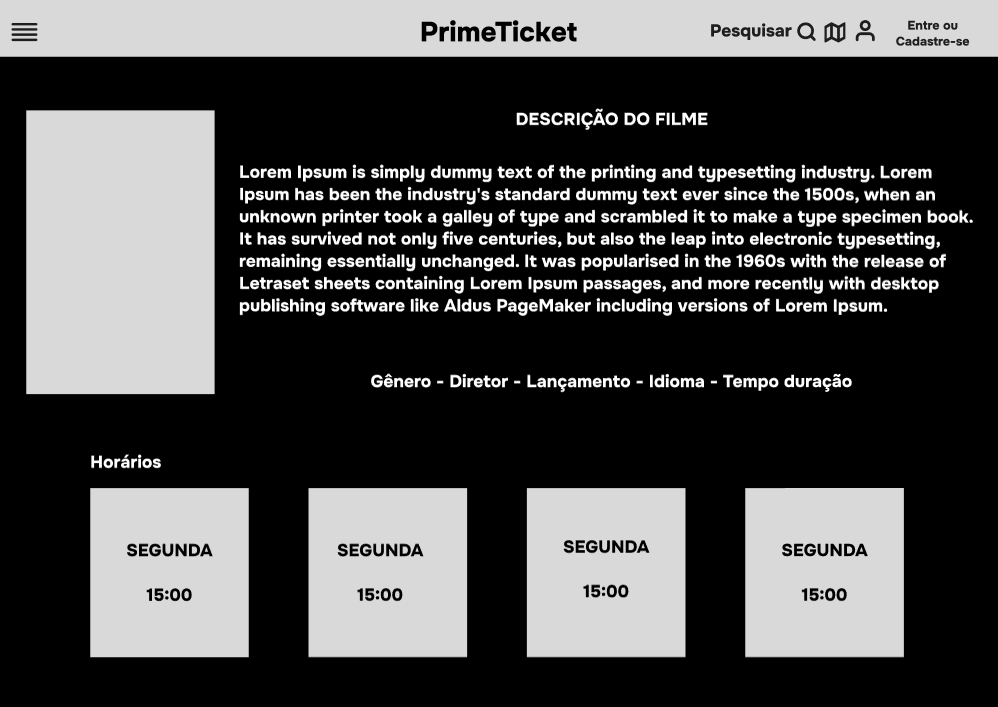 PrimeTicket
Pesquisar
Entre ou
Cadastre-se
DESCRIÇÃO DO FILME
Lorem Ipsum is simply dummy text of the printing and typesetting industry. Lorem
Ipsum has been the industry's standard dummy text ever since the 1500s, when an
unknown printer took a galley of type and scrambled it to make a type specimen book.
It has survived not only five centuries, but also the leap into electronic typesetting,
remaining essentially unchanged. It was popularised in the 1960s with the release of
Letraset sheets containing Lorem Ipsum passages, and more recently with desktop
publishing software like Aldus PageMaker including versions of Lorem Ipsum.
Gênero - Diretor - Lançamento - Idioma - Tempo duração
Horários
SEGUNDA
15:00
SEGUNDA
15:00
SEGUNDA
15:00
SEGUNDA
15:00